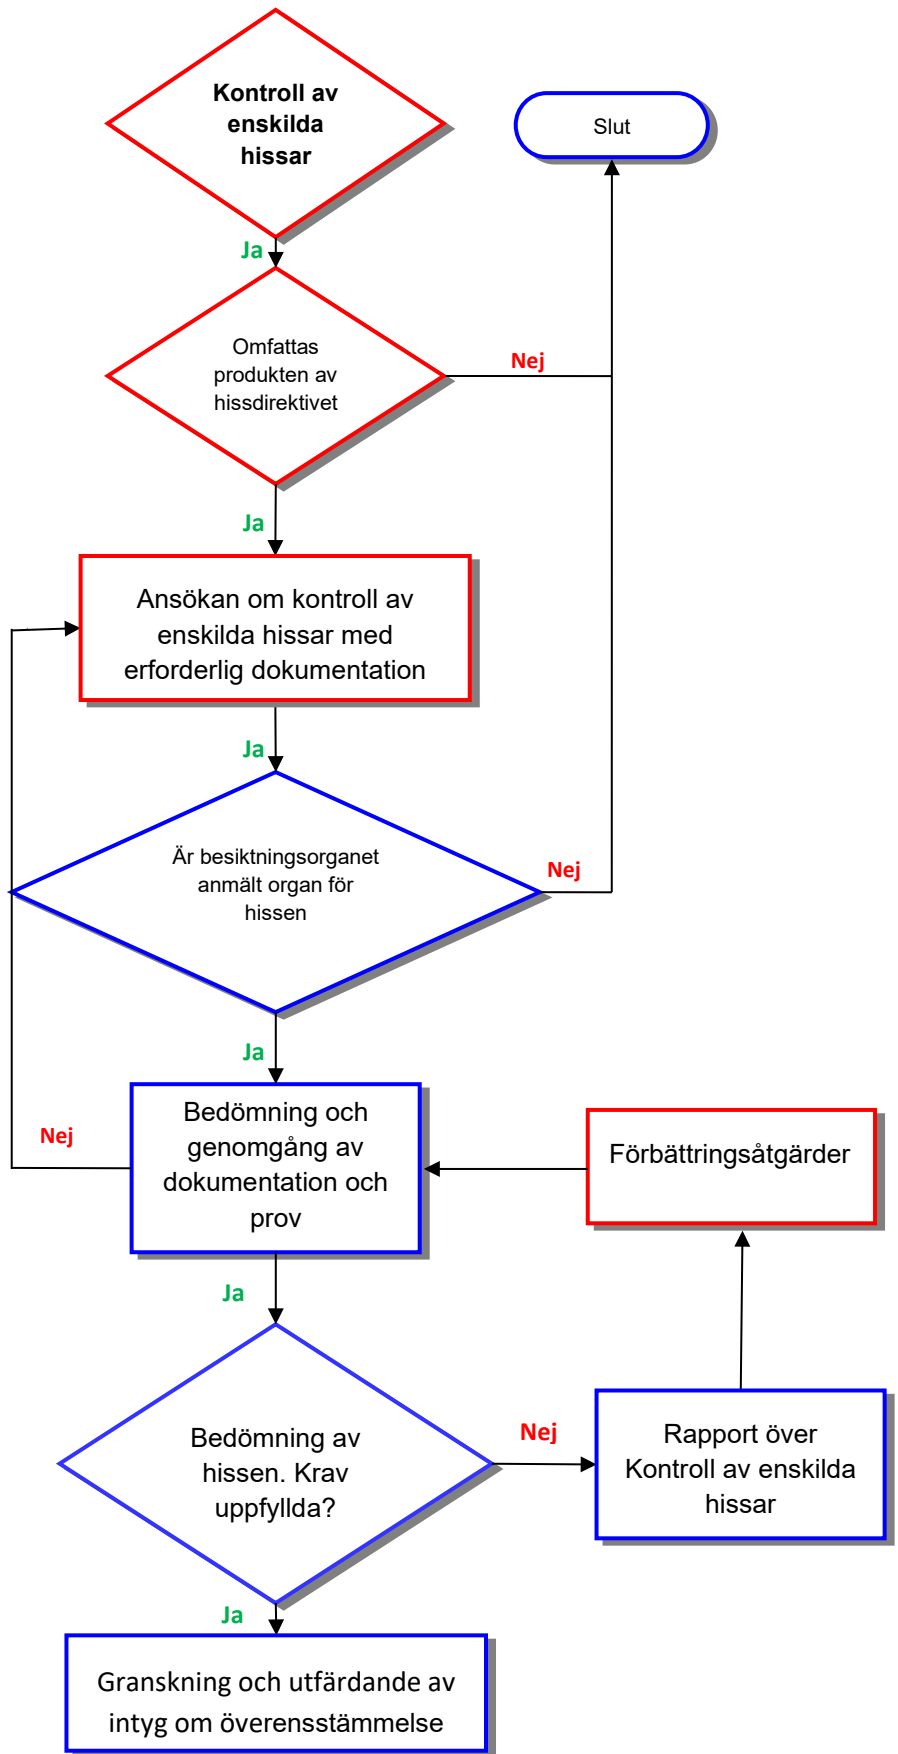 Kontroll av
enskilda
hissar
Slut
Ja
Omfattas
produkten av
hissdirektivet
Nej
Ja
Ansökan om kontroll av
enskilda hissar med
erforderlig dokumentation
Ja
Är besiktningsorganet
anmält organ för
hissen
Nej
Ja
Bedömning och
genomgång av
dokumentation och
prov
Nej
Förbättringsåtgärder
Ja
Bedömning av
hissen. Krav
uppfyllda?
Nej
Rapport över
Kontroll av enskilda
hissar
Ja
Granskning och utfärdande av
intyg om överensstämmelse